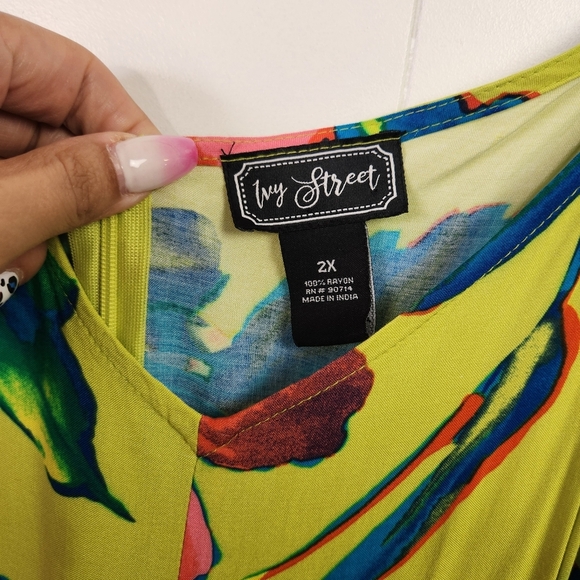 Ivy Street
2X
100% RAYON
RN # 90714
MADE IN INDIA